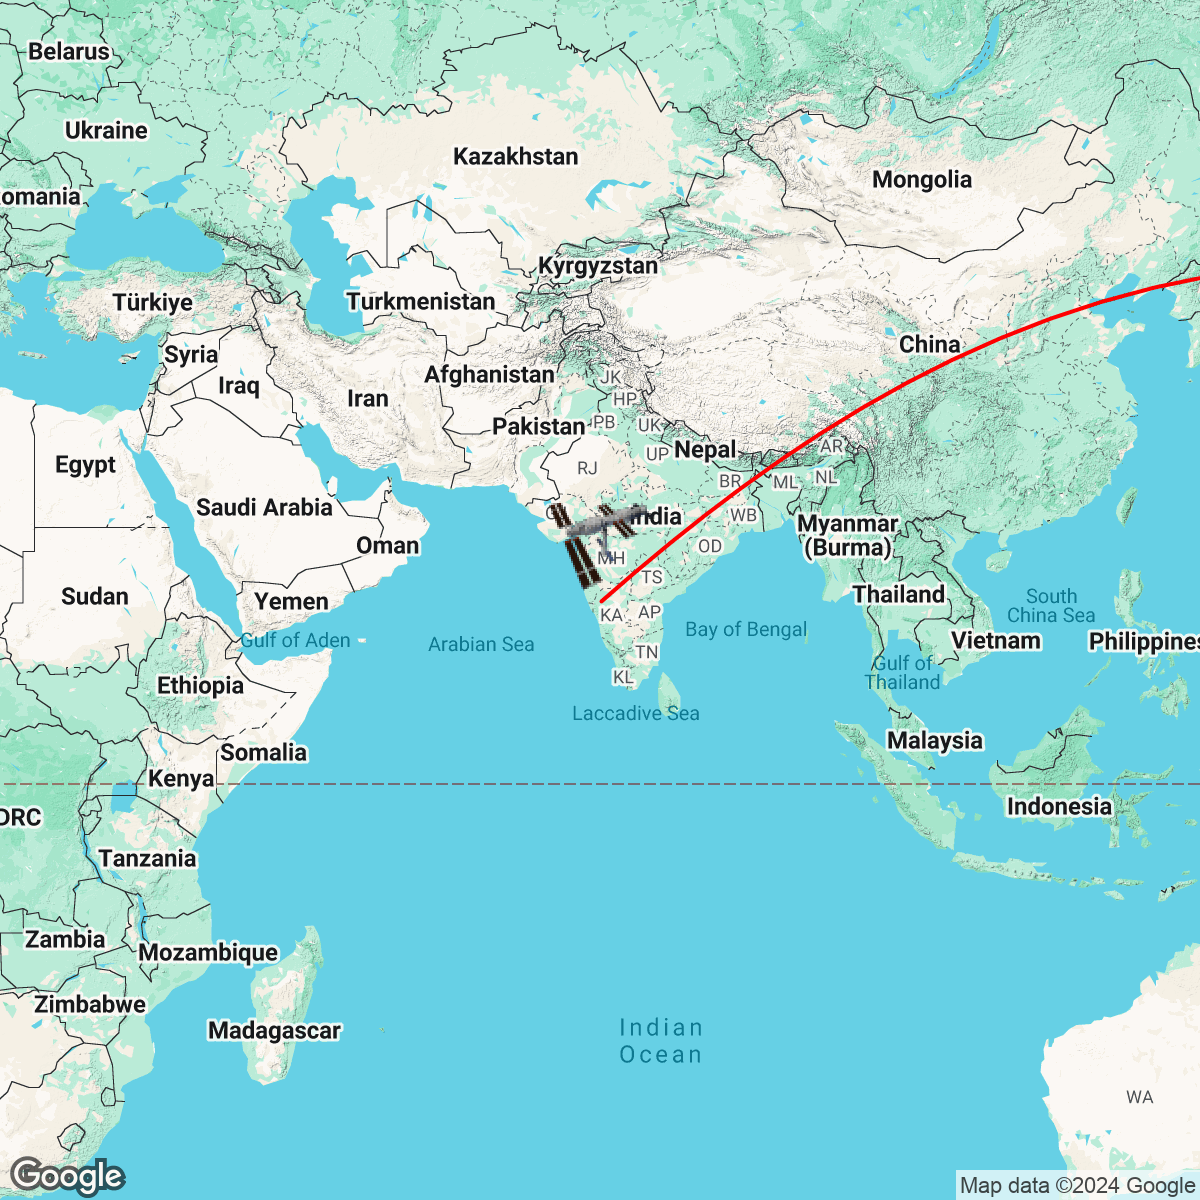 Belarus
Ukraine
omania
Kazakhstan
Mongolia
Kyrgyzstan
Türkiye
Turkmenistan
Syria
China
Iraq
Afghanistan
JK
Iran
HP
Pakistan
PB
UK
AR
Nepal
UP
Egypt
RJ
BR
ML
NL
Saudi Arabia
ndia
WB
Myanmar
(Burma)
Oman
OD
MH
TS
Sudan
Yemen
Thailand
South
China Sea
KA
AP
Gulf of Aden
Arabian Sea
Bay of Bengal
Vietnam
Philippines
TN
Gulf of
Thailand
Ethiopia
KL
Laccadive Sea
Somalia
Malaysia
Kenya
Indonesia
DRC
Tanzania
Zambia
Mozambique
Zimbabwe
Madagascar
Indian
Ocean
WA
Google
Map data ©2024 Google